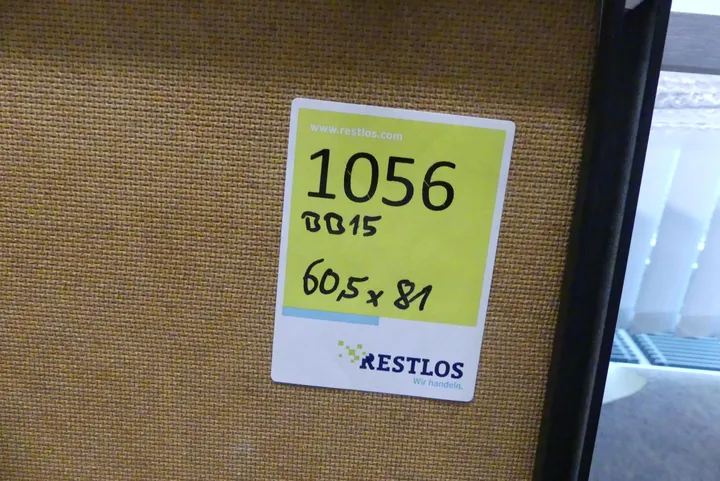 www.restlos.com
1056
BB15
60,5 x 81
RESTLOS
Wir handeln.